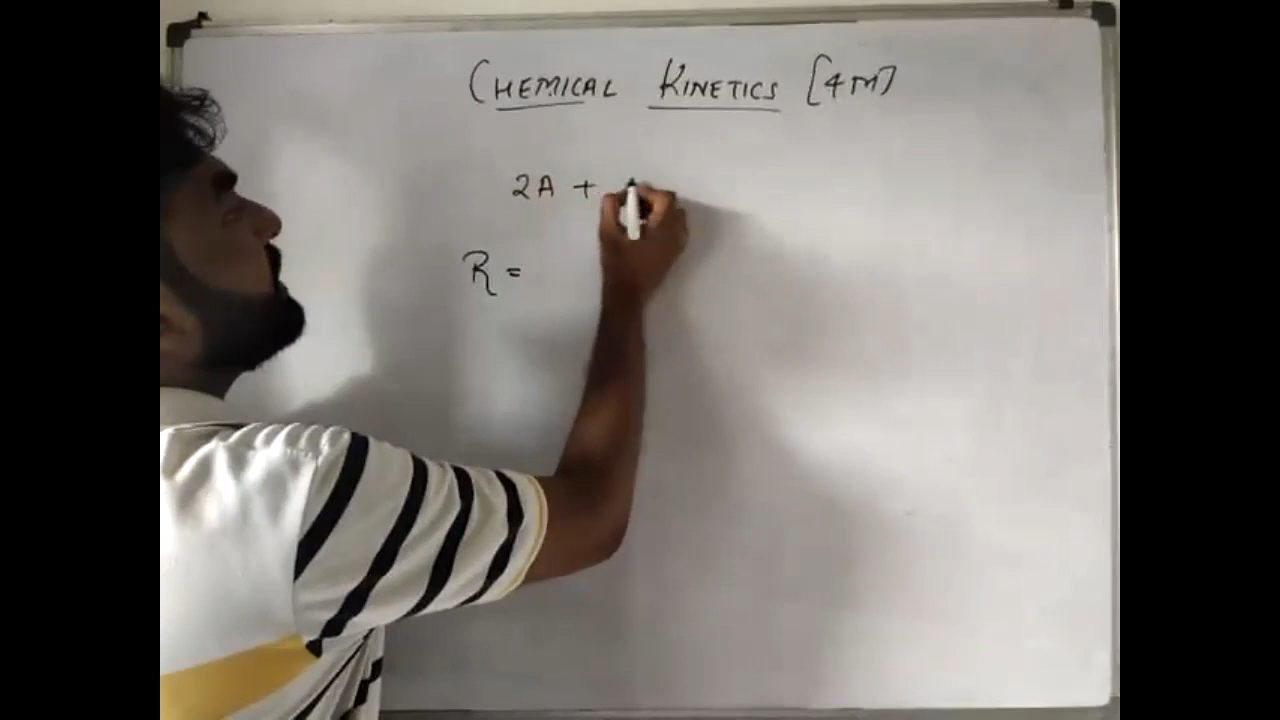 CHEMICAL KINETICS [4M]
2A +
R =